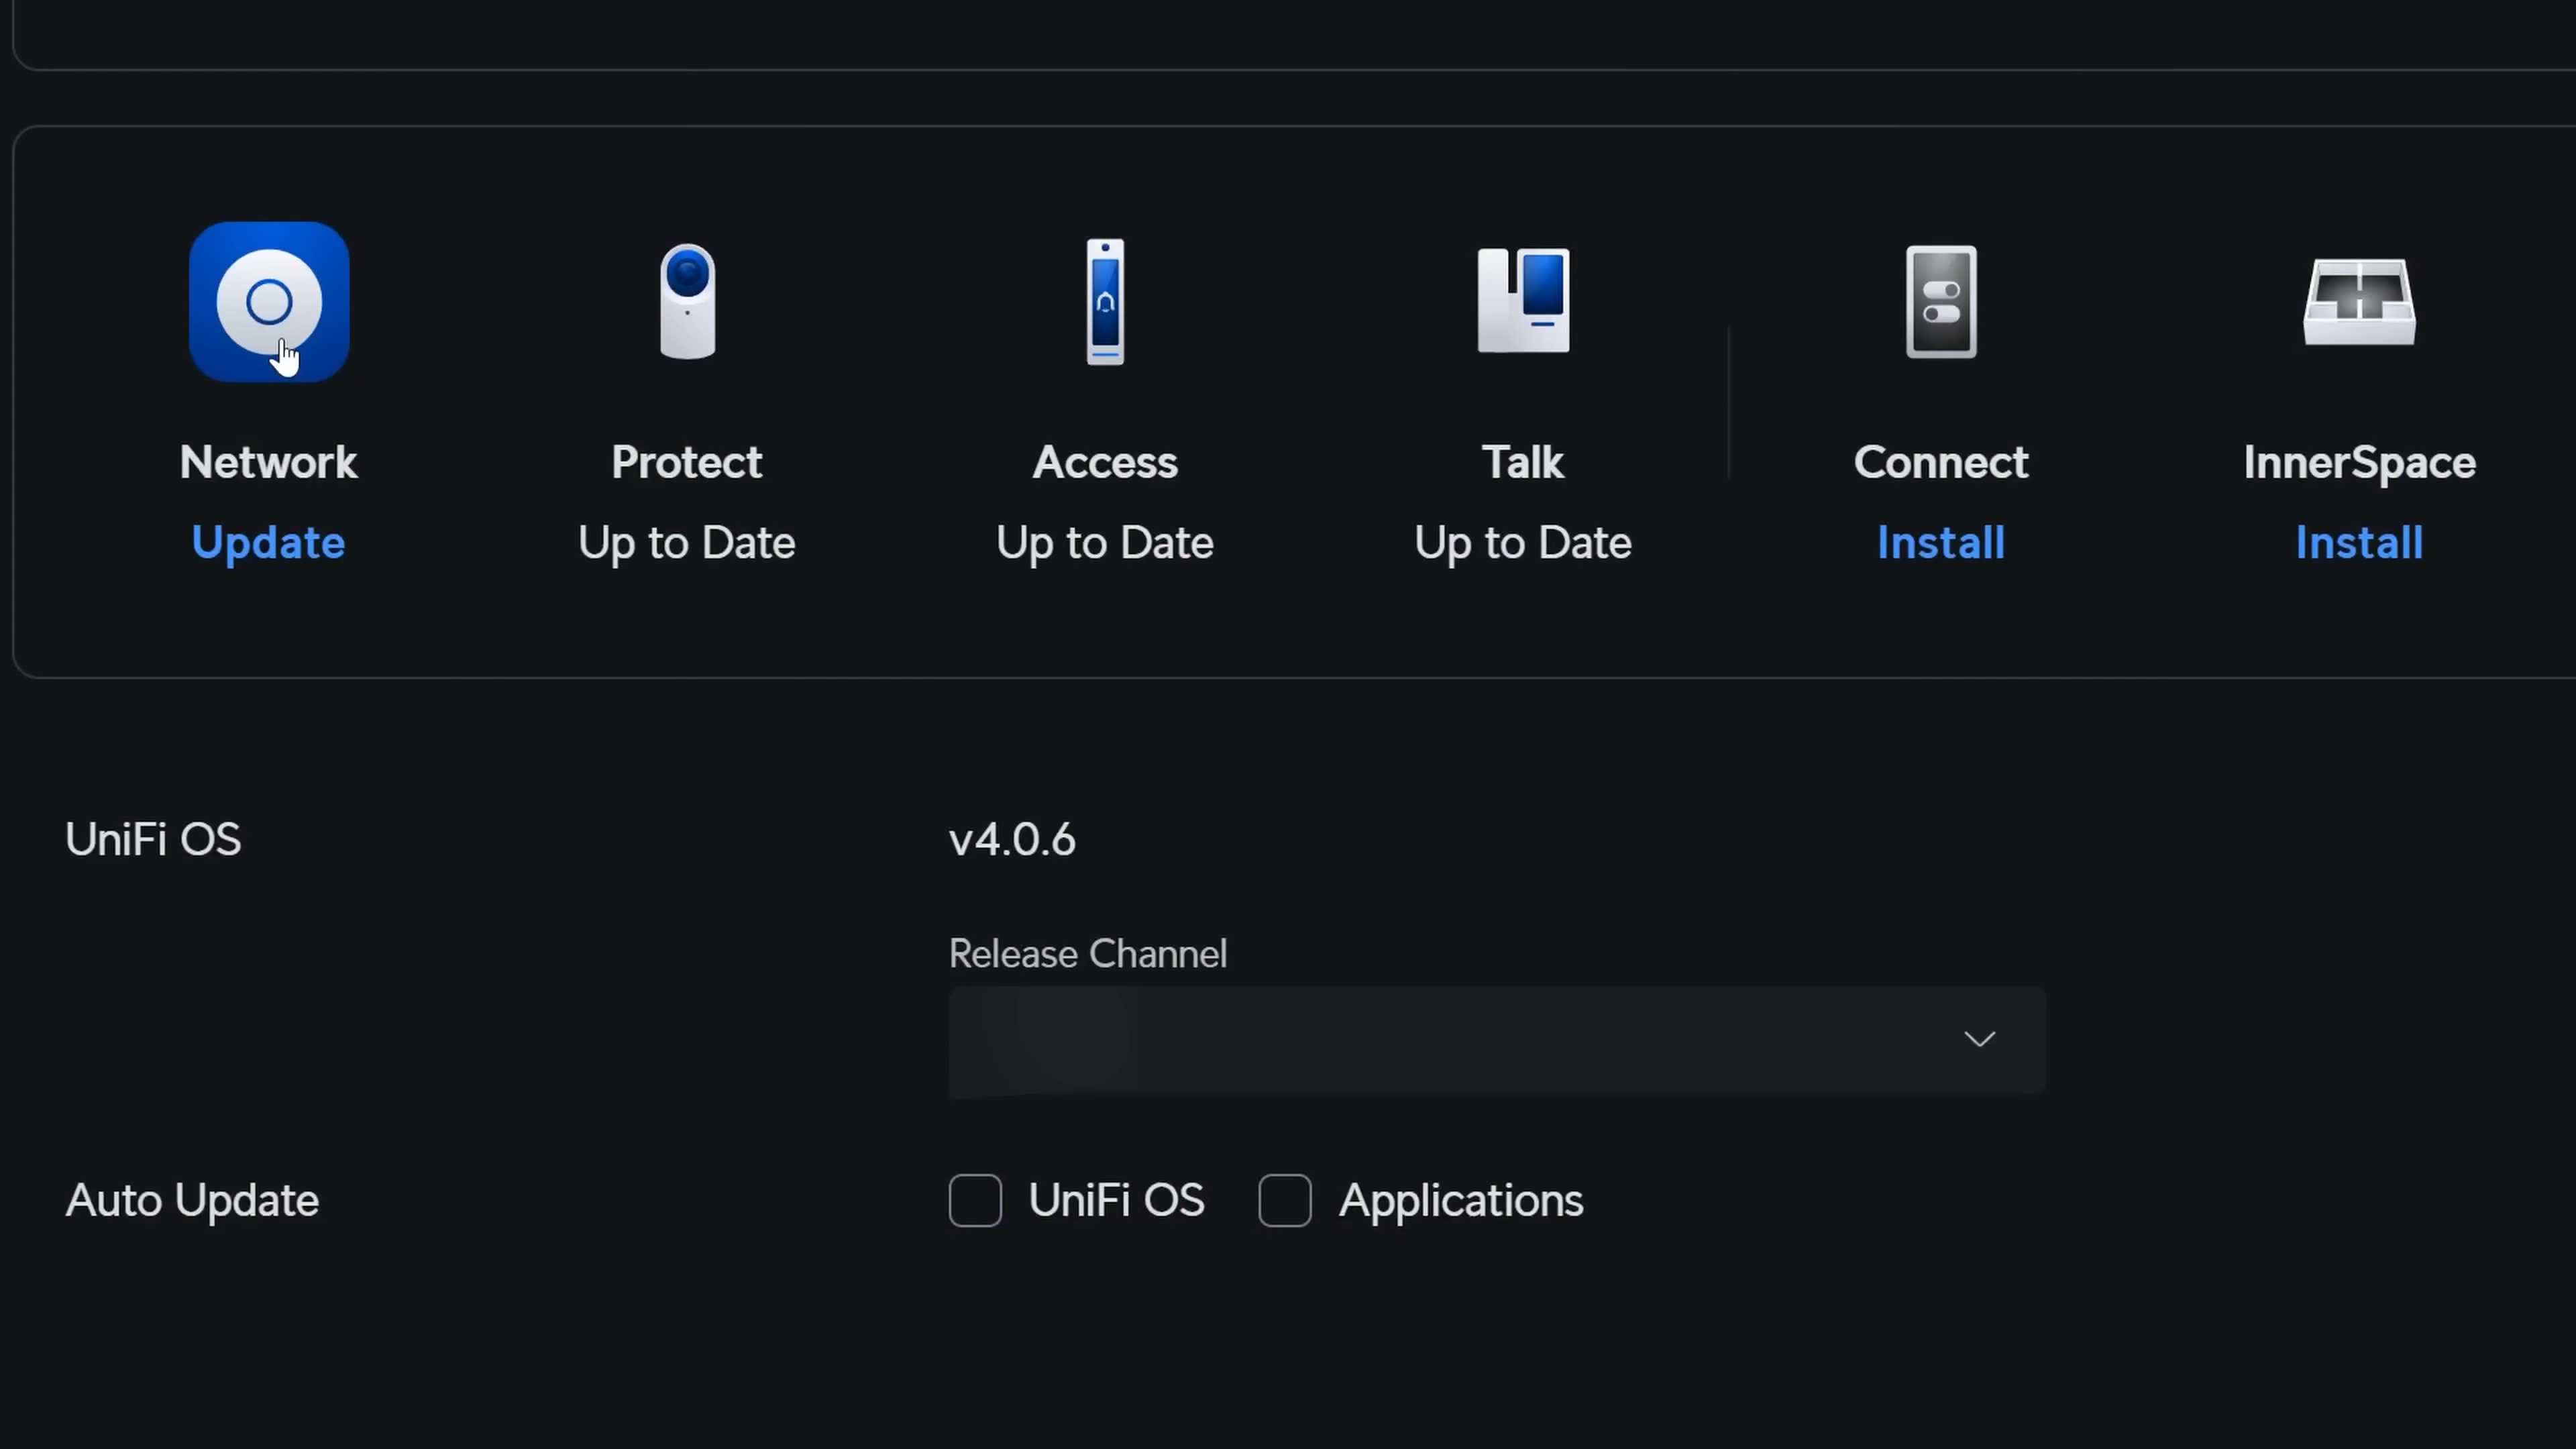 Network
Protect
Access
Talk
Connect
InnerSpace
Update
Up to Date
Up to Date
Up to Date
Install
Install
UniFi OS
v4.0.6
Release Channel
Auto Update
UniFi OS
Applications